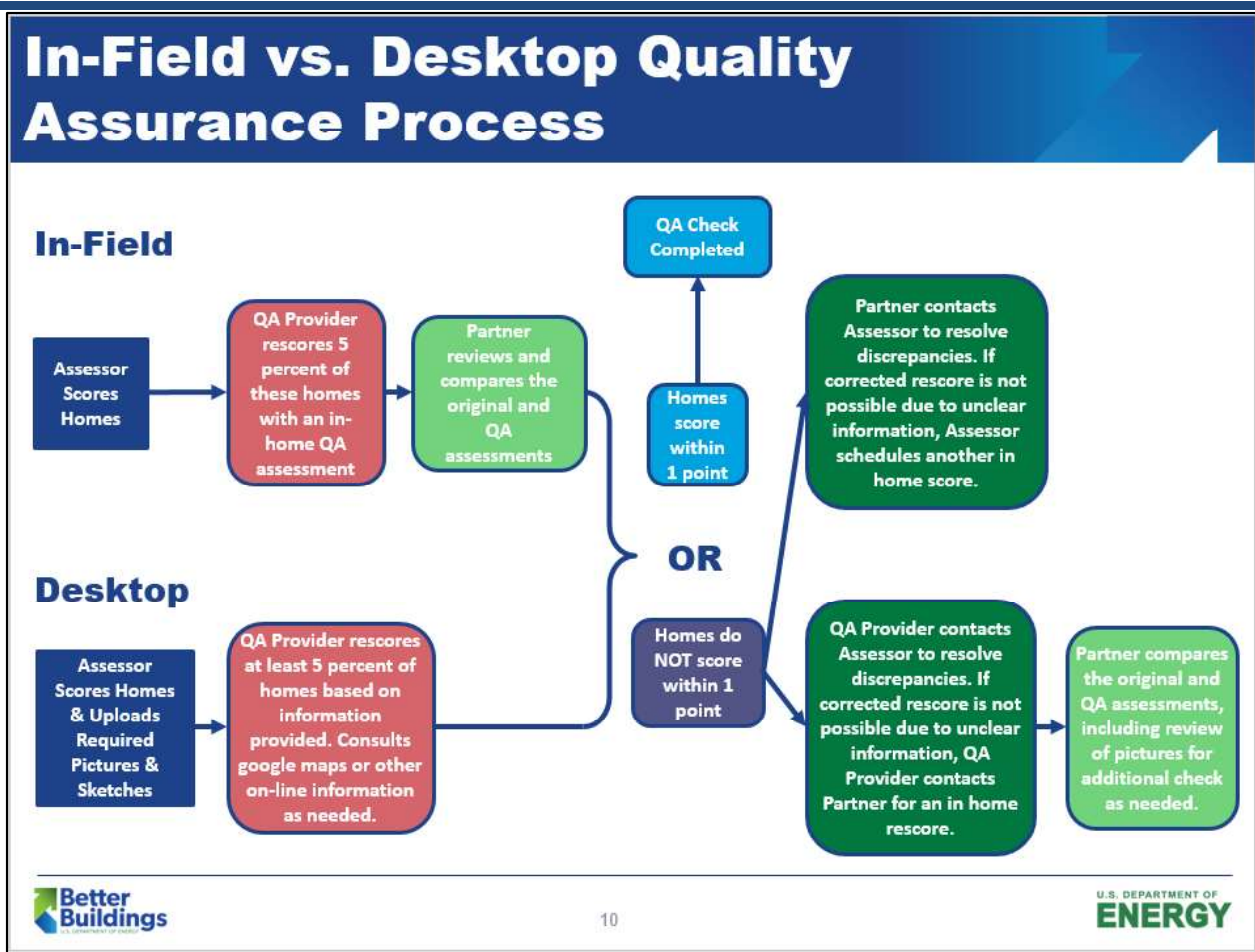 In-Field vs. Desktop Quality
Assurance Process
In-Field
Assessor
Scores
Homes
QA Provider
rescores 5
percent of
these homes
with an in-
home QA
assessment
Partner
reviews and
compares the
original and
QA
assessments
QA Check
Completed
Homes
score
within
1 point
Partner contacts
Assessor to resolve
discrepancies. If
corrected rescore is not
possible due to unclear
information, Assessor
schedules another in
home score.
OR
Desktop
Assessor
Scores Homes
& Uploads
Required
Pictures &
Sketches
QA Provider rescores
at least 5 percent of
homes based on
information
provided. Consults
google maps or other
on-line information
as needed.
Homes do
NOT score
within 1
point
QA Provider contacts
Assessor to resolve
discrepancies. If
corrected rescore is not
possible due to unclear
information, QA
Provider contacts
Partner for an in home
rescore.
Partner compares
the original and
QA assessments,
including review
of pictures for
additional check
as needed.
Better
Buildings
U.S. DEPARTMENT OF ENERGY
10
U.S. DEPARTMENT OF
ENERGY